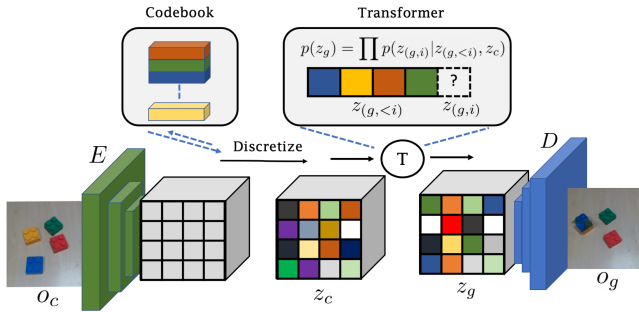 Codebook
Transformer
p(z_g) = ∏ p(z_(g,i)|z_(g,<i), z_c)
?
z_(g,<i) z_(g,i)
E
Discretize
T
D
o_c
z_c
z_g
o_g